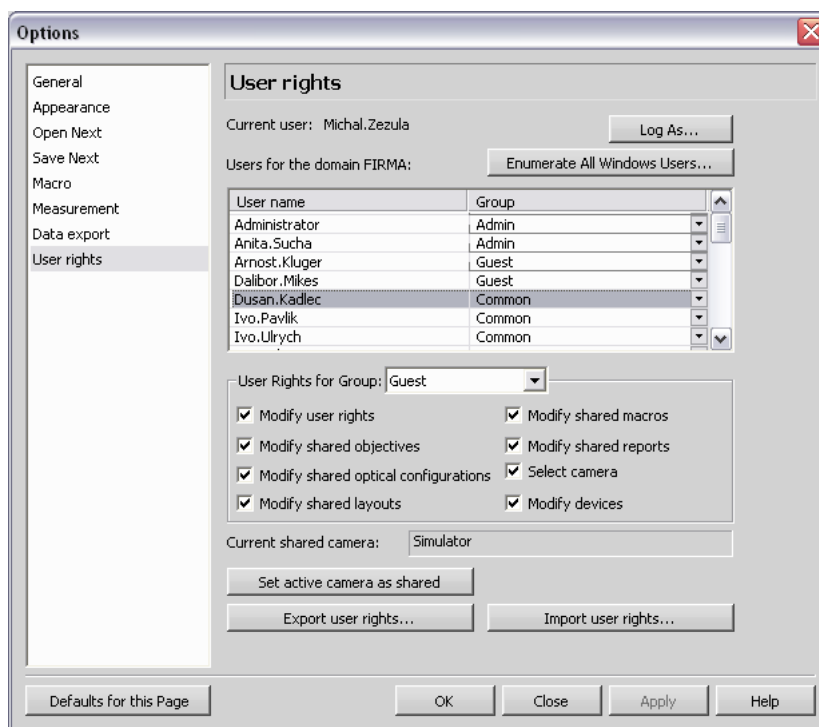 Options
General
Appearance
Open Next
Save Next
Macro
Measurement
Data export
User rights
User rights
Current user: Michal.Zezula
Log As...
Users for the domain FIRMA:
Enumerate All Windows Users...
User name Group
Administrator Admin
Anita.Sucha Admin
Arnost.Kluger Guest
Dalibor.Mikes Guest
Dusan.Kadlec Common
Ivo.Pavlik Common
Ivo.Ulrych Common
User Rights for Group: Guest
Modify user rights Modify shared macros
Modify shared objectives Modify shared reports
Modify shared optical configurations Select camera
Modify shared layouts Modify devices
Current shared camera: Simulator
Set active camera as shared
Export user rights... Import user rights...
Defaults for this Page OK Close Apply Help